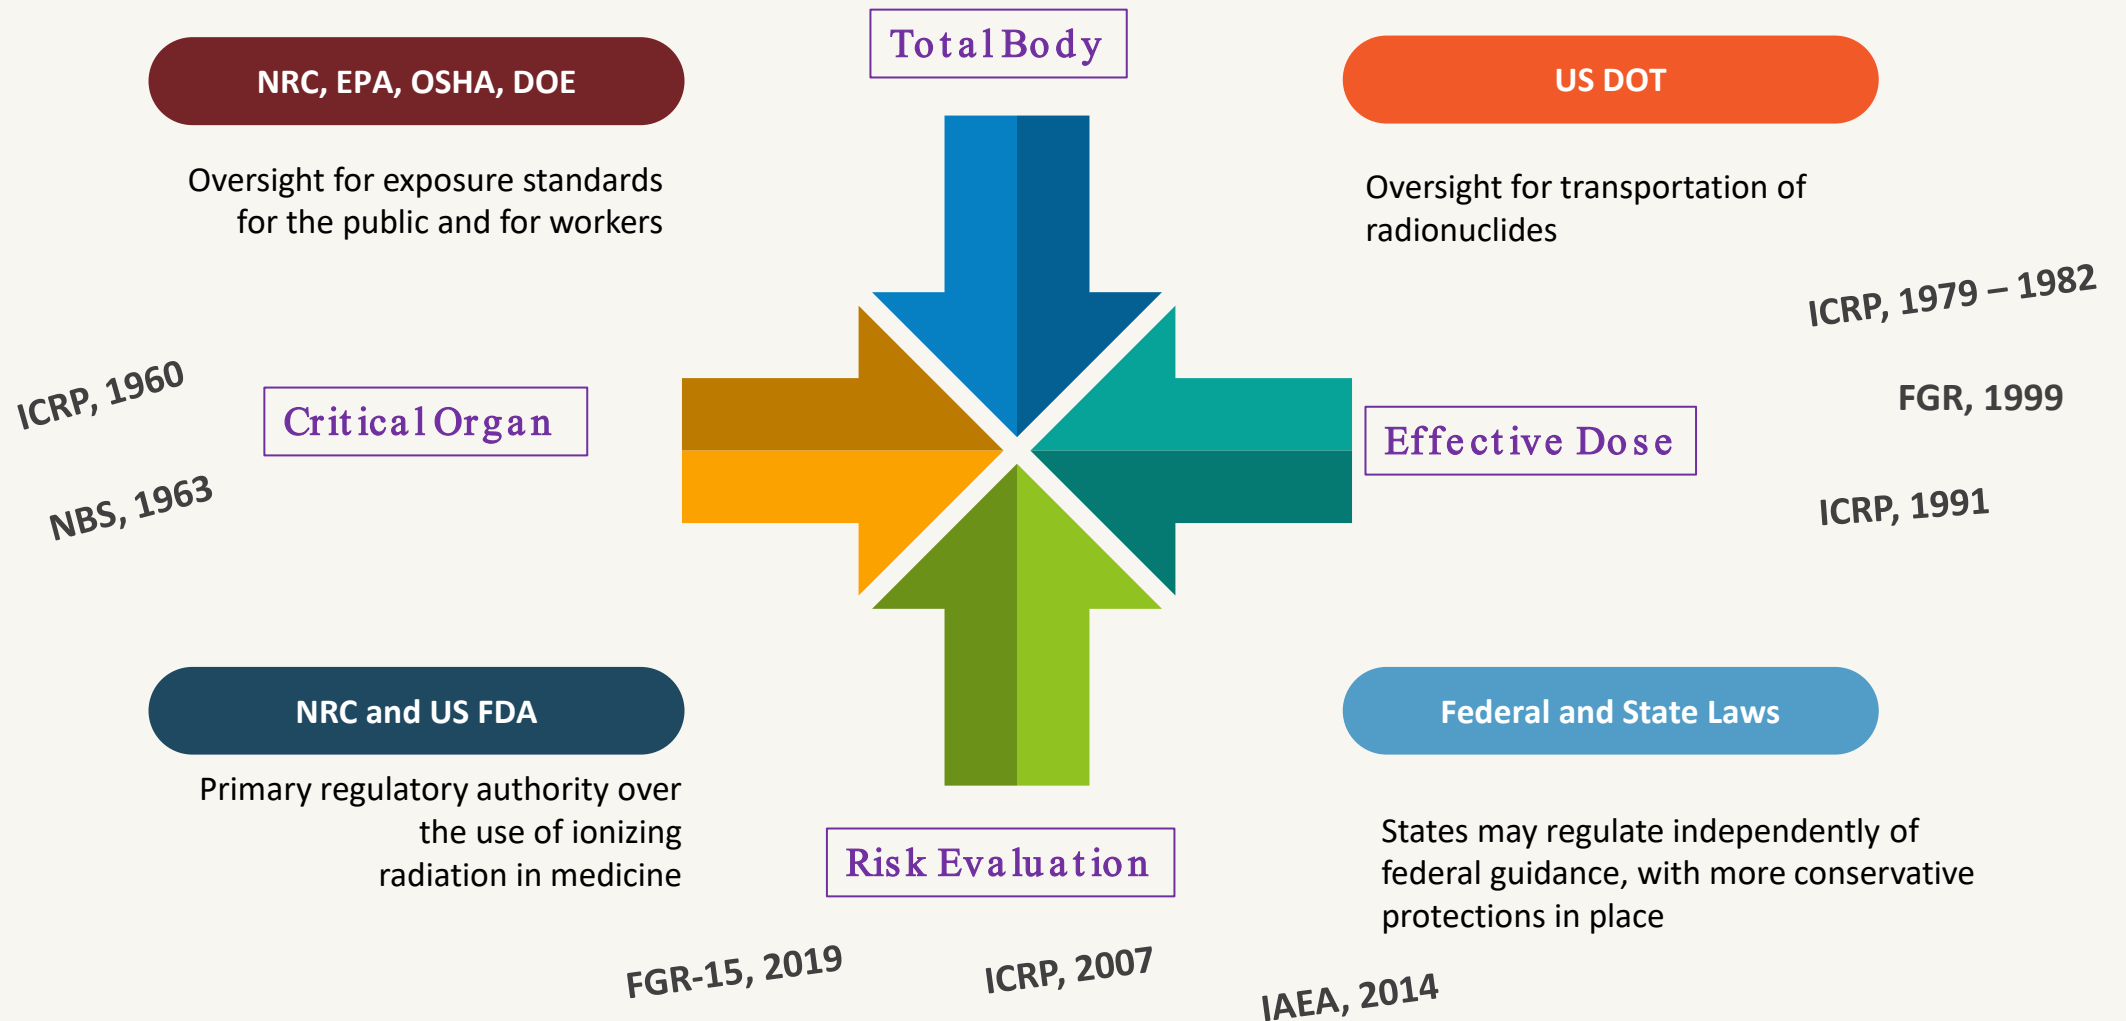 Total Body
NRC, EPA, OSHA, DOE
US DOT
Oversight for exposure standards
for the public and for workers
Oversight for transportation of
radionuclides
ICRP, 1979 – 1982
ICRP, 1960
Critical Organ
Effective Dose
FGR, 1999
NBS, 1963
ICRP, 1991
NRC and US FDA
Federal and State Laws
Primary regulatory authority over
the use of ionizing
radiation in medicine
Risk Evaluation
States may regulate independently of
federal guidance, with more conservative
protections in place
FGR-15, 2019
ICRP, 2007
IAEA, 2014